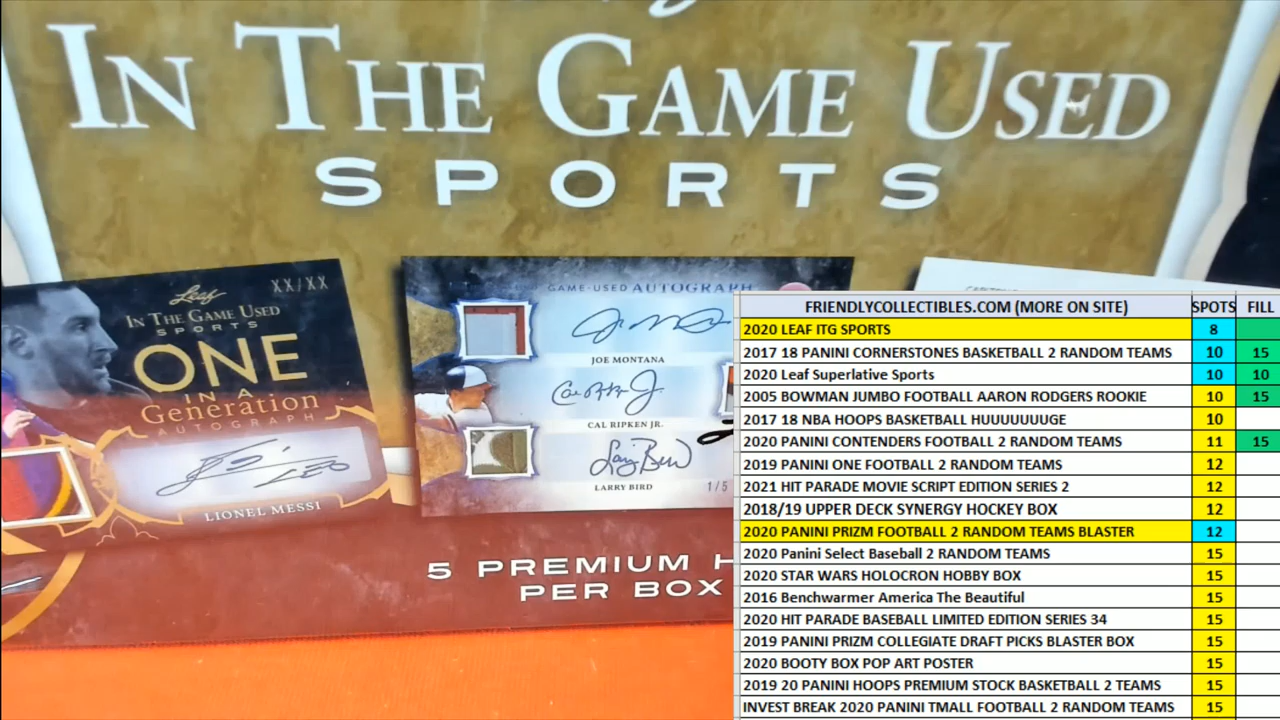 IN THE GAME USED
SPORTS
XX/XX
Leaf
IN THE GAME USED
SPORTS
ONE
IN A
Generation
AUTOGRAPH
LIONEL MESSI
GAME-USED AUTOGRAPH
JOE MONTANA
CAL RIPKEN JR.
LARRY BIRD
1/5
5 PREMIUM H
PER BOX
FRIENDLYCOLLECTIBLES.COM (MORE ON SITE) SPOTS FILL
2020 LEAF ITG SPORTS 8
2017 18 PANINI CORNERSTONES BASKETBALL 2 RANDOM TEAMS 10 15
2020 Leaf Superlative Sports 10 10
2005 BOWMAN JUMBO FOOTBALL AARON RODGERS ROOKIE 10 15
2017 18 NBA HOOPS BASKETBALL HUUUUUUUGE 10
2020 PANINI CONTENDERS FOOTBALL 2 RANDOM TEAMS 11 15
2019 PANINI ONE FOOTBALL 2 RANDOM TEAMS 12
2021 HIT PARADE MOVIE SCRIPT EDITION SERIES 2 12
2018/19 UPPER DECK SYNERGY HOCKEY BOX 12
2020 PANINI PRIZM FOOTBALL 2 RANDOM TEAMS BLASTER 12
2020 Panini Select Baseball 2 RANDOM TEAMS 15
2020 STAR WARS HOLOCRON HOBBY BOX 15
2016 Benchwarmer America The Beautiful 15
2020 HIT PARADE BASEBALL LIMITED EDITION SERIES 34 15
2019 PANINI PRIZM COLLEGIATE DRAFT PICKS BLASTER BOX 15
2020 BOOTY BOX POP ART POSTER 15
2019 20 PANINI HOOPS PREMIUM STOCK BASKETBALL 2 TEAMS 15
INVEST BREAK 2020 PANINI TMALL FOOTBALL 2 RANDOM TEAMS 15